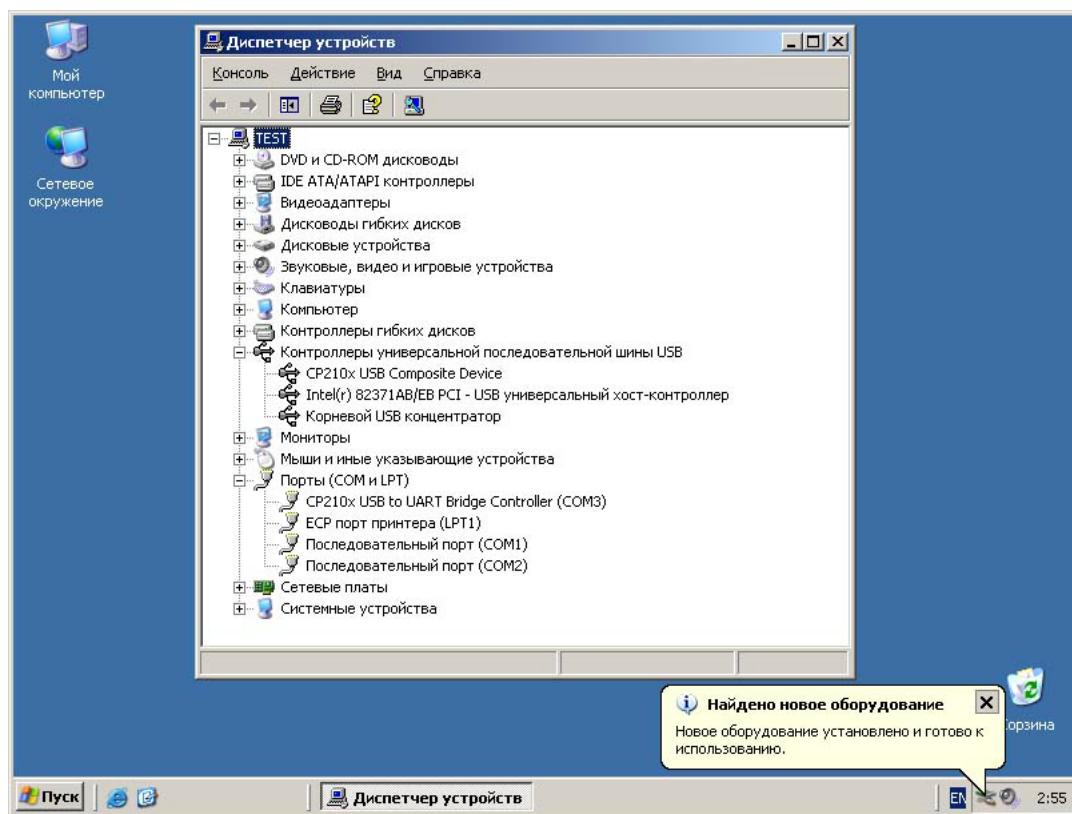 Мой
компьютер
Сетевое
окружение
Диспетчер устройств
Консоль Действие Вид Справка
TEST
DVD и CD-ROM дисководы
IDE ATA/ATAPI контроллеры
Видеоадаптеры
Дисководы гибких дисков
Дисковые устройства
Звуковые, видео и игровые устройства
Клавиатуры
Компьютер
Контроллеры гибких дисков
Контроллеры универсальной последовательной шины USB
CP210x USB Composite Device
Intel(r) 82371AB/EB PCI - USB универсальный хост-контроллер
Корневой USB концентратор
Мониторы
Мыши и иные указывающие устройства
Порты (COM и LPT)
CP210x USB to UART Bridge Controller (COM3)
ECP порт принтера (LPT1)
Последовательный порт (COM1)
Последовательный порт (COM2)
Сетевые платы
Системные устройства
Найдено новое оборудование
Новое оборудование установлено и готово к
использованию.
орзина
Пуск
Диспетчер устройств
EN
2:55